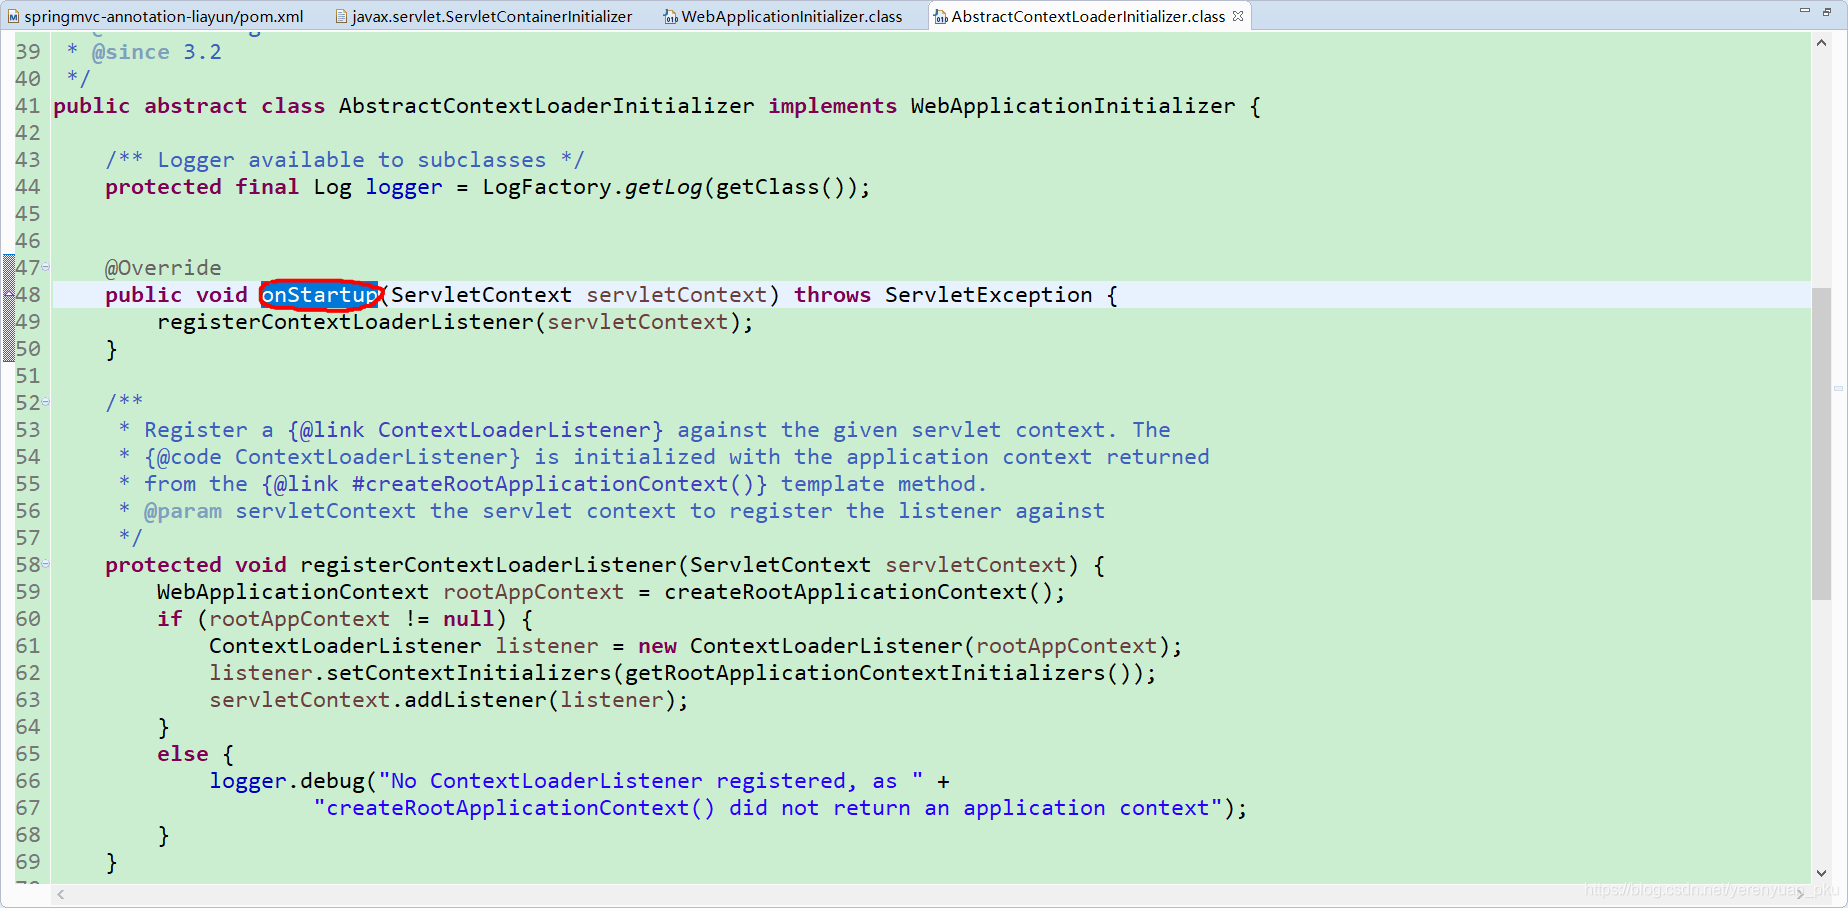 springmvc-annotation-liayun/pom.xml javax.servlet.ServletContainerInitializer WebApplicationInitializer.class AbstractContextLoaderInitializer.class
39 * @since 3.2
40 */
41 public abstract class AbstractContextLoaderInitializer implements WebApplicationInitializer {
42
43 /** Logger available to subclasses */
44 protected final Log logger = LogFactory.getLog(getClass());
45
46
47 @Override
48 public void onStartup(ServletContext servletContext) throws ServletException {
49 registerContextLoaderListener(servletContext);
50 }
51
52 /**
53 * Register a {@link ContextLoaderListener} against the given servlet context. The
54 * {@code ContextLoaderListener} is initialized with the application context returned
55 * from the {@link #createRootApplicationContext()} template method.
56 * @param servletContext the servlet context to register the listener against
57 */
58 protected void registerContextLoaderListener(ServletContext servletContext) {
59 WebApplicationContext rootAppContext = createRootApplicationContext();
60 if (rootAppContext != null) {
61 ContextLoaderListener listener = new ContextLoaderListener(rootAppContext);
62 listener.setContextInitializers(getRootApplicationContextInitializers());
63 servletContext.addListener(listener);
64 }
65 else {
66 logger.debug("No ContextLoaderListener registered, as " +
67 "createRootApplicationContext() did not return an application context");
68 }
69 }
https://blog.csdn.net/yerenyuan_pku